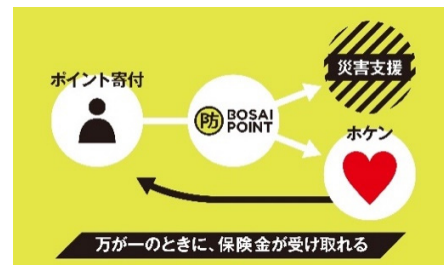 ポイント寄付
防 BOSAI
POINT
災害支援
ホケン
万が一のときに、保険金が受け取れる